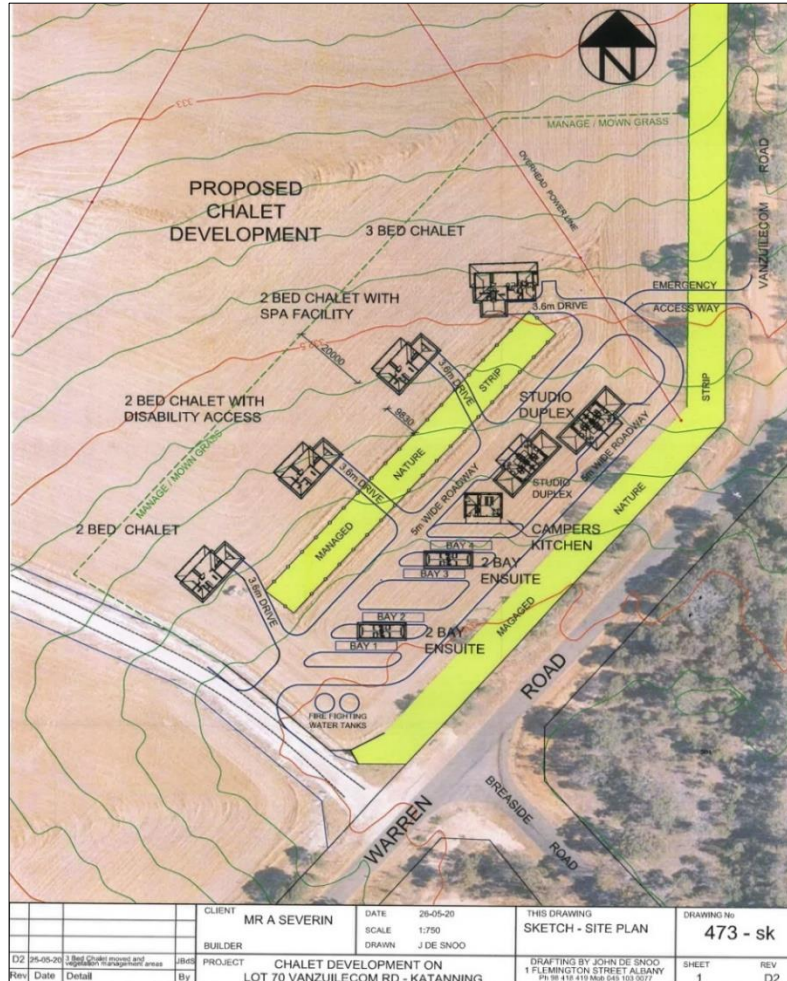 N
333
MANAGE / MOWN GRASS
OVERHEAD POWERLINE
VANZUILECOM ROAD
PROPOSED
CHALET
DEVELOPMENT
3 BED CHALET
2 BED CHALET WITH
SPA FACILITY
EMERGENCY
ACCESS WAY
3.6m DRIVE
20000
3.6m DRIVE
STRIP
9830
2 BED CHALET WITH
DISABILITY ACCESS
STUDIO
DUPLEX
STRIP
MANAGE / MOWN GRASS
NATURE
5m WIDE ROADWAY
3.6m DRIVE
5m WIDE ROADWAY
STUDIO
DUPLEX
NATURE
2 BED CHALET
MANAGED
CAMPERS
KITCHEN
BAY 4
2 BAY
ENSUITE
BAY 3
3.6m DRIVE
BAY 2
2 BAY
ENSUITE
BAY 1
MAGAGED
FIRE FIGHTING
WATER TANKS
WARREN ROAD
BREASIDE ROAD
CLIENT
MR A SEVERIN
BUILDER
DATE 26-05-20
SCALE 1:750
DRAWN J DE SNOO
THIS DRAWING
SKETCH - SITE PLAN
DRAWING No
473 - sk
D2 25-05-20 3 Bed Chalet moved and vegetation management areas JBdS
Rev Date Detail By
PROJECT
CHALET DEVELOPMENT ON
LOT 70 VANZUILECOM RD - KATANNING
DRAFTING BY JOHN DE SNOO
1 FLEMINGTON STREET ALBANY
SHEET
1
REV
D2